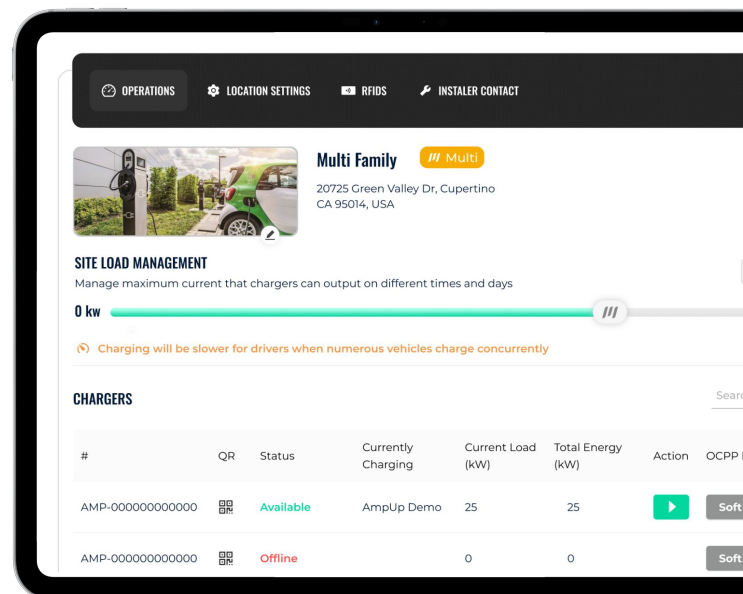 OPERATIONS
LOCATION SETTINGS
RFIDS
INSTALER CONTACT
Multi Family
Multi
20725 Green Valley Dr, Cupertino
CA 95014, USA
SITE LOAD MANAGEMENT
Manage maximum current that chargers can output on different times and days
0 kw
Charging will be slower for drivers when numerous vehicles charge concurrently
CHARGERS
Sear
# QR Status Currently Charging Current Load (kW) Total Energy (kW) Action OCPP
AMP-000000000000 Available AmpUp Demo 25 25 Soft
AMP-000000000000 Offline 0 0 Soft